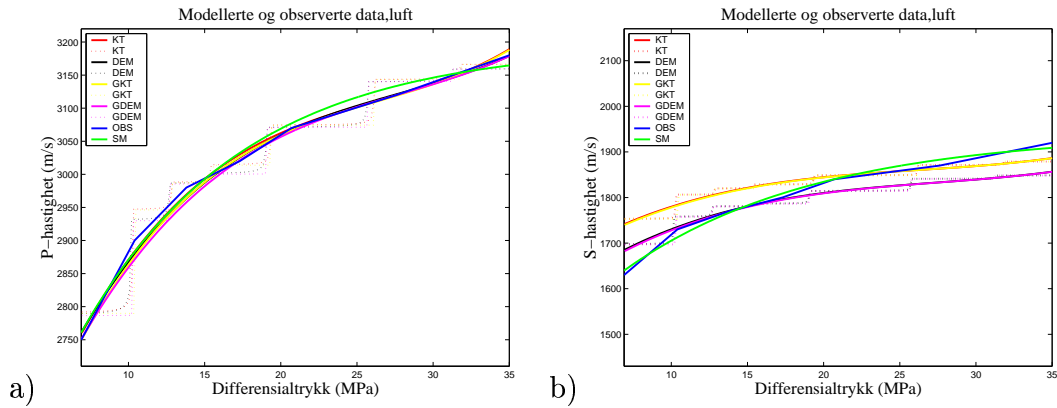 Modellerte og observerte data,luft
3200
3150
3100
3050
3000
2950
2900
2850
2800
2750
P−hastighet (m/s)
KT
KT
DEM
DEM
GKT
GKT
GDEM
GDEM
OBS
SM
10
15
20
25
30
35
Differensialtrykk (MPa)
a)
Modellerte og observerte data,luft
2100
2000
1900
1800
1700
1600
1500
S−hastighet (m/s)
KT
KT
DEM
DEM
GKT
GKT
GDEM
GDEM
OBS
SM
10
15
20
25
30
35
Differensialtrykk (MPa)
b)